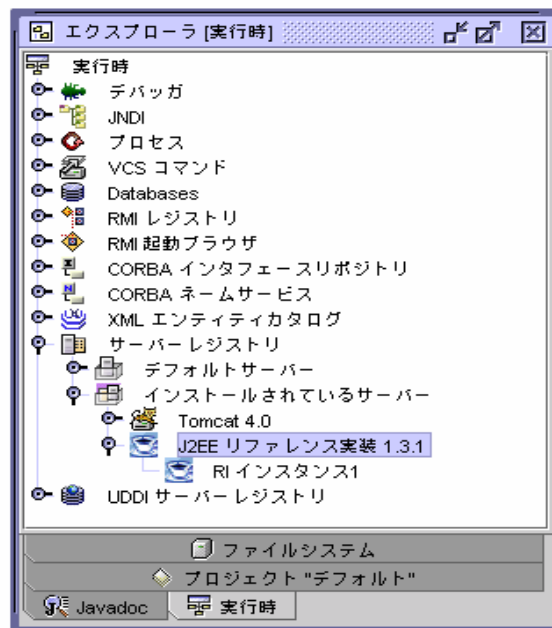 エクスプローラ [実行時]
実行時
デバッガ
JNDI
プロセス
VCS コマンド
Databases
RMI レジストリ
RMI 起動ブラウザ
CORBA インタフェースリポジトリ
CORBA ネームサービス
XML エンティティカタログ
サーバーレジストリ
デフォルトサーバー
インストールされているサーバー
Tomcat 4.0
J2EE リファレンス実装 1.3.1
RI インスタンス1
UDDI サーバーレジストリ
ファイルシステム
プロジェクト "デフォルト"
Javadoc 実行時